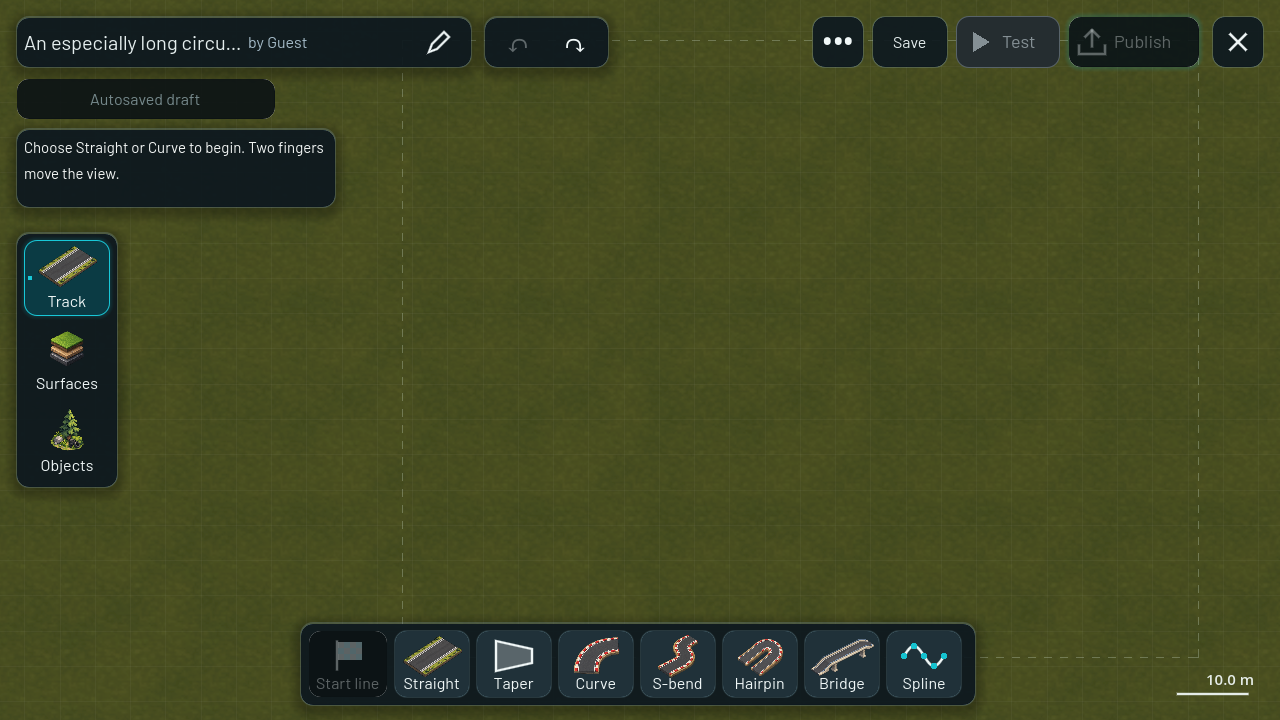 An especially long circu... by Guest
Save
Test
Publish
Autosaved draft
Choose Straight or Curve to begin. Two fingers
move the view.
Track
Surfaces
Objects
Start line
Straight
Taper
Curve
S-bend
Hairpin
Bridge
Spline
10.0 m